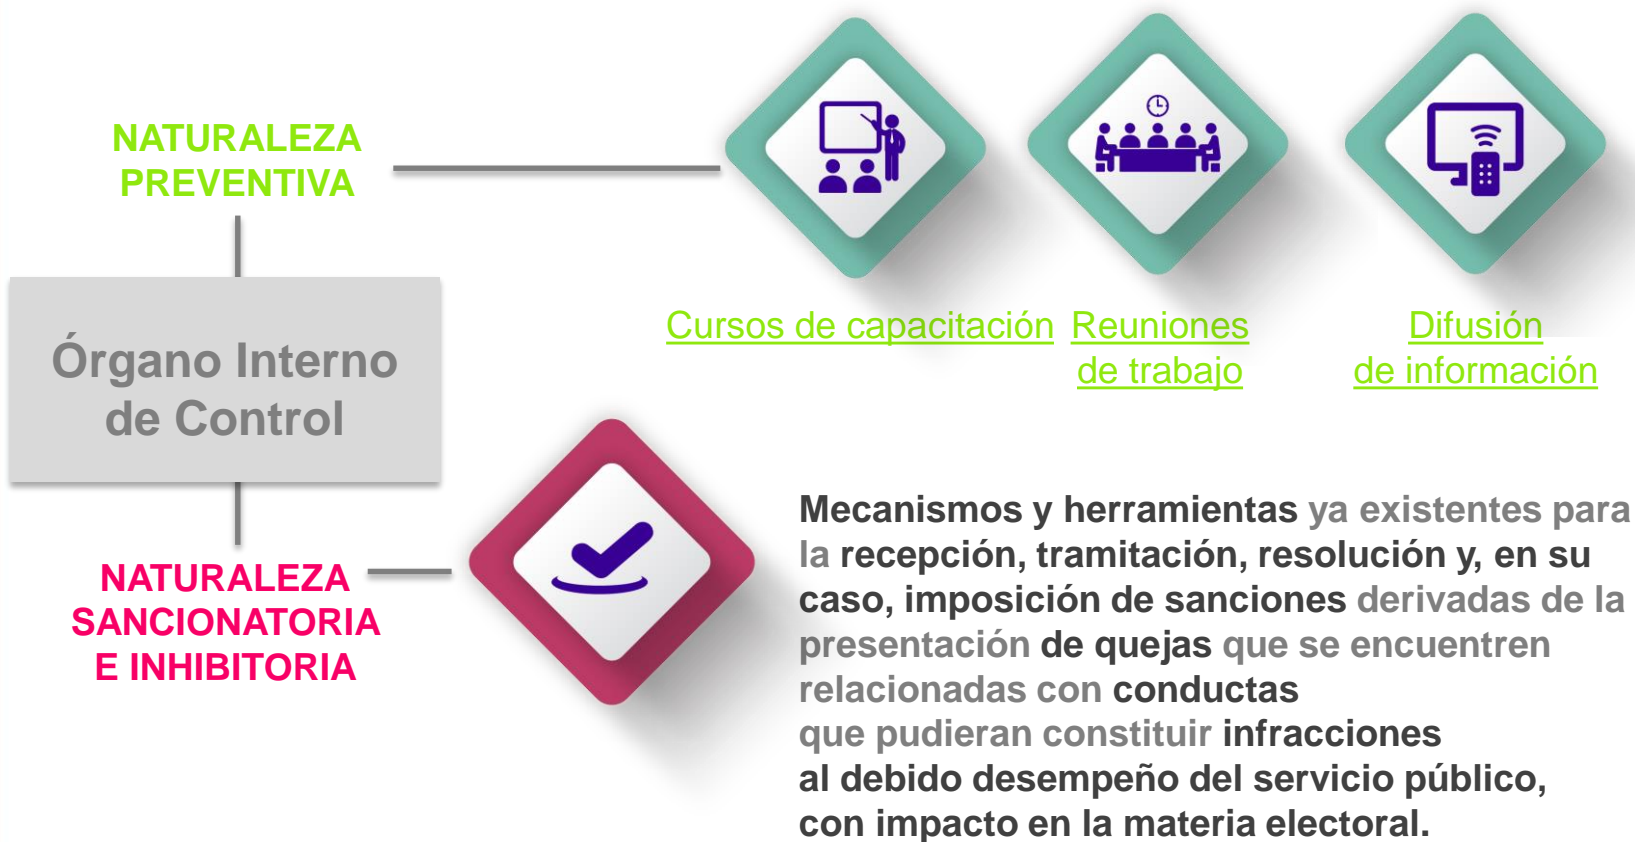 NATURALEZA
PREVENTIVA
Cursos de capacitación
Reuniones
de trabajo
Difusión
de información
Órgano Interno
de Control
NATURALEZA
SANCIONATORIA
E INHIBITORIA
Mecanismos y herramientas ya existentes para
la recepción, tramitación, resolución y, en su
caso, imposición de sanciones derivadas de la
presentación de quejas que se encuentren
relacionadas con conductas
que pudieran constituir infracciones
al debido desempeño del servicio público,
con impacto en la materia electoral.